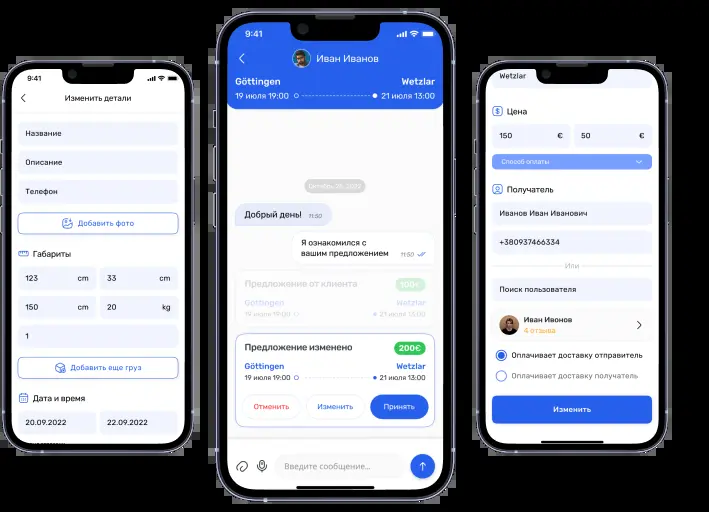 9:41
Изменить детали
Название
Описание
Телефон
Добавить фото
Габариты
123 cm 33 cm
150 cm 20 kg
1
Добавить еще груз
Дата и время
20.09.2022 22.09.2022
9:41
Иван Иванов
Göttingen Wetzlar
19 июля 19:00 21 июля 13:00
Добрый день! 11:50
Я ознакомился с
вашим предложением 11:50
Предложение от клиента 100€
Göttingen Wetzlar
19 июля 19:00 21 июля 13:00
Предложение изменено 200€
Göttingen Wetzlar
19 июля 19:00 21 июля 13:00
Отменить Изменить Принять
Введите сообщение...
Wetzlar
Цена
150 € 50 €
Способ оплаты
Получатель
Иванов Иван Иванович
+380937466334
Или
Поиск пользователя
Иван Ивонов
4 отзыва
Оплачивает доставку отправитель
Оплачивает доставку получатель
Изменить